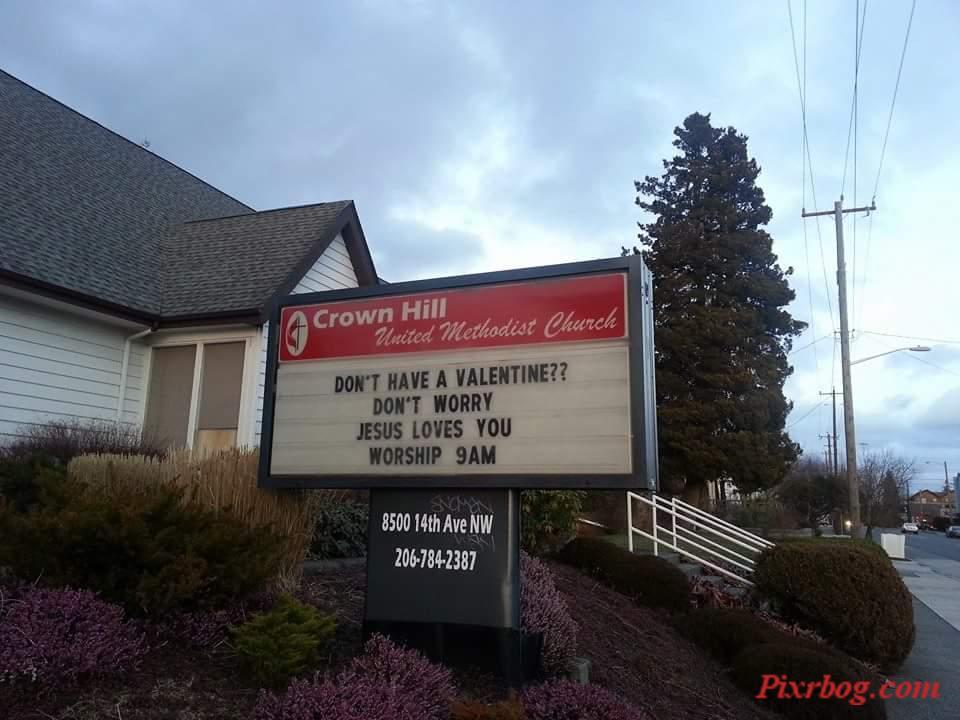 Crown Hill
United Methodist Church
DON'T HAVE A VALENTINE??
DON'T WORRY
JESUS LOVES YOU
WORSHIP 9AM
8500 14th Ave NW
206-784-2387
Pixrbog.com